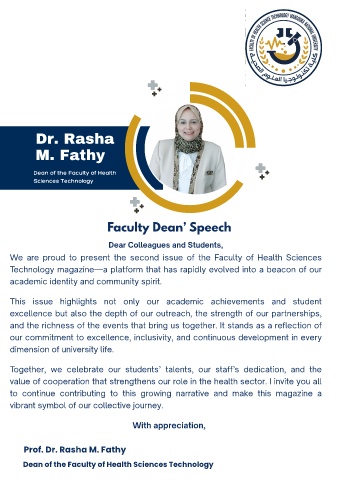 Dr. Rasha
M. Fathy
Dean of the Faculty of Health
Sciences Technology
Faculty Dean’ Speech
Dear Colleagues and Students,
We are proud to present the second issue of the Faculty of Health Sciences
Technology magazine—a platform that has rapidly evolved into a beacon of our
academic identity and community spirit.
This issue highlights not only our academic achievements and student
excellence but also the depth of our outreach, the strength of our partnerships,
and the richness of the events that bring us together. It stands as a reflection of
our commitment to excellence, inclusivity, and continuous development in every
dimension of university life.
Together, we celebrate our students’ talents, our staff’s dedication, and the
value of cooperation that strengthens our role in the health sector. I invite you all
to continue contributing to this growing narrative and make this magazine a
vibrant symbol of our collective journey.
With appreciation,
Prof. Dr. Rasha M. Fathy
Dean of the Faculty of Health Sciences Technology